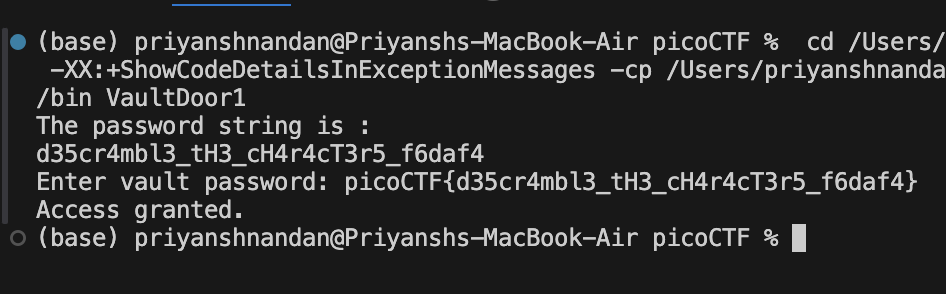 (base) priyanshnandan@Priyanshs-MacBook-Air picoCTF %  cd /Users/
 -XX:+ShowCodeDetailsInExceptionMessages -cp /Users/priyanshnanda
/bin VaultDoor1
The password string is :
d35cr4mbl3_tH3_cH4r4cT3r5_f6daf4
Enter vault password: picoCTF{d35cr4mbl3_tH3_cH4r4cT3r5_f6daf4}
Access granted.
(base) priyanshnandan@Priyanshs-MacBook-Air picoCTF %